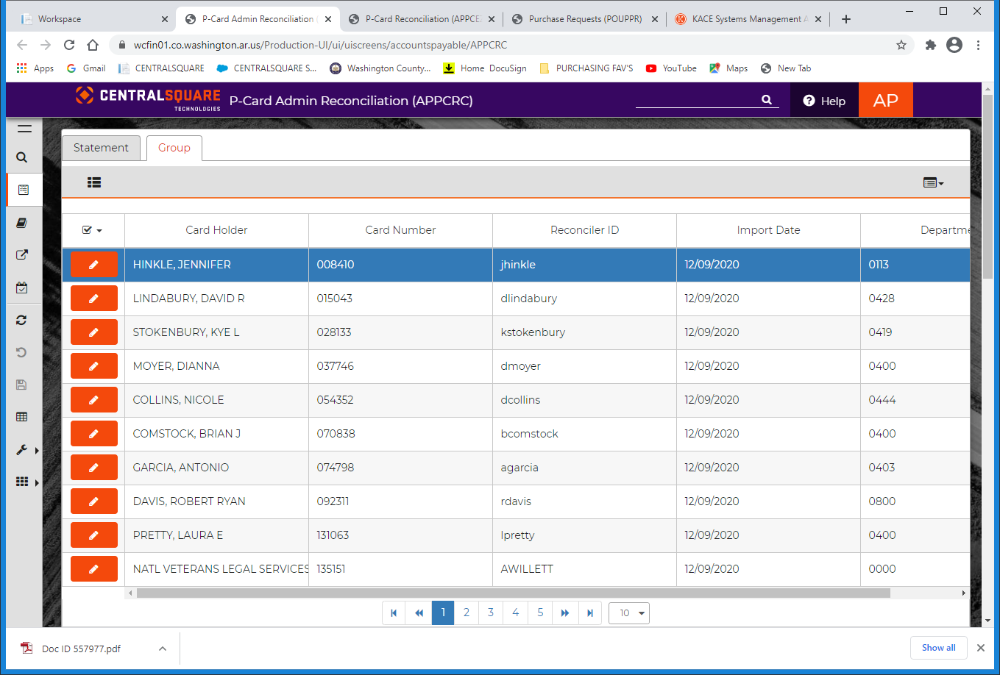 Workspace
P-Card Admin Reconciliation (
P-Card Reconciliation (APPCE
Purchase Requests (POUPPR)
KACE Systems Management A
wcfin01.co.washington.ar.us/Production-UI/ui/uiscreens/accountspayable/APPCRC
Apps
Gmail
CENTRALSQUARE
CENTRALSQUARE S...
Washington County...
Home DocuSign
PURCHASING FAV'S
YouTube
Maps
New Tab
CENTRALSQUARE
TECHNOLOGIES
P-Card Admin Reconciliation (APPCRC)
Help
AP
Statement
Group
Card Holder Card Number Reconciler ID Import Date Departme
HINKLE, JENNIFER 008410 jhinkle 12/09/2020 0113
LINDABURY, DAVID R 015043 dlindabury 12/09/2020 0428
STOKENBURY, KYE L 028133 kstokenbury 12/09/2020 0419
MOYER, DIANNA 037746 dmoyer 12/09/2020 0400
COLLINS, NICOLE 054352 dcollins 12/09/2020 0444
COMSTOCK, BRIAN J 070838 bcomstock 12/09/2020 0400
GARCIA, ANTONIO 074798 agarcia 12/09/2020 0403
DAVIS, ROBERT RYAN 092311 rdavis 12/09/2020 0800
PRETTY, LAURA E 131063 lpretty 12/09/2020 0400
NATL VETERANS LEGAL SERVICES 135151 AWILLETT 12/09/2020 0000
1 2 3 4 5 10
Doc ID 557977.pdf
Show all